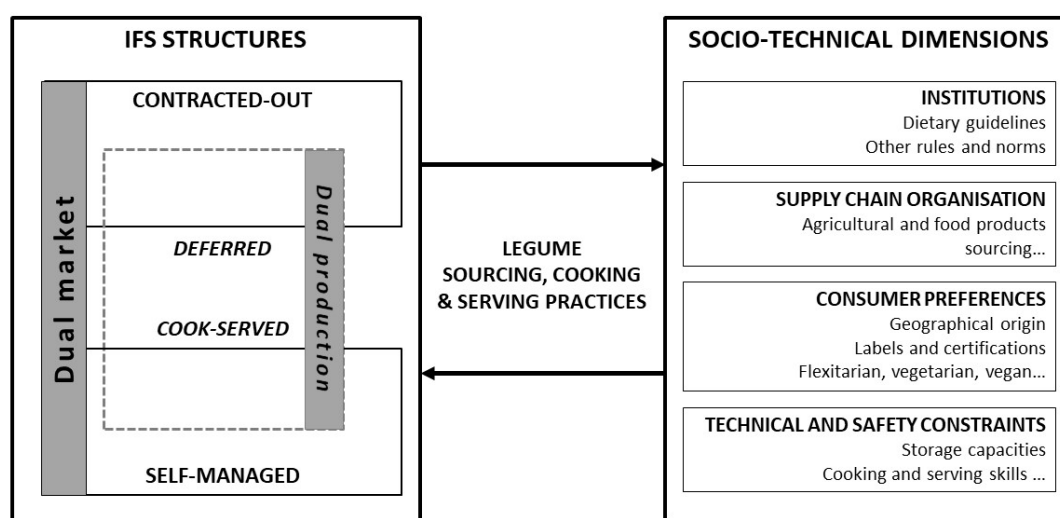 IFS STRUCTURES
Dual market
CONTRACTED-OUT
Dual production
DEFERRED
COOK-SERVED
SELF-MANAGED
LEGUME
SOURCING, COOKING
& SERVING PRACTICES
SOCIO-TECHNICAL DIMENSIONS
INSTITUTIONS
Dietary guidelines
Other rules and norms
SUPPLY CHAIN ORGANISATION
Agricultural and food products
sourcing...
CONSUMER PREFERENCES
Geographical origin
Labels and certifications
Flexitarian, vegetarian, vegan...
TECHNICAL AND SAFETY CONSTRAINTS
Storage capacities
Cooking and serving skills ...